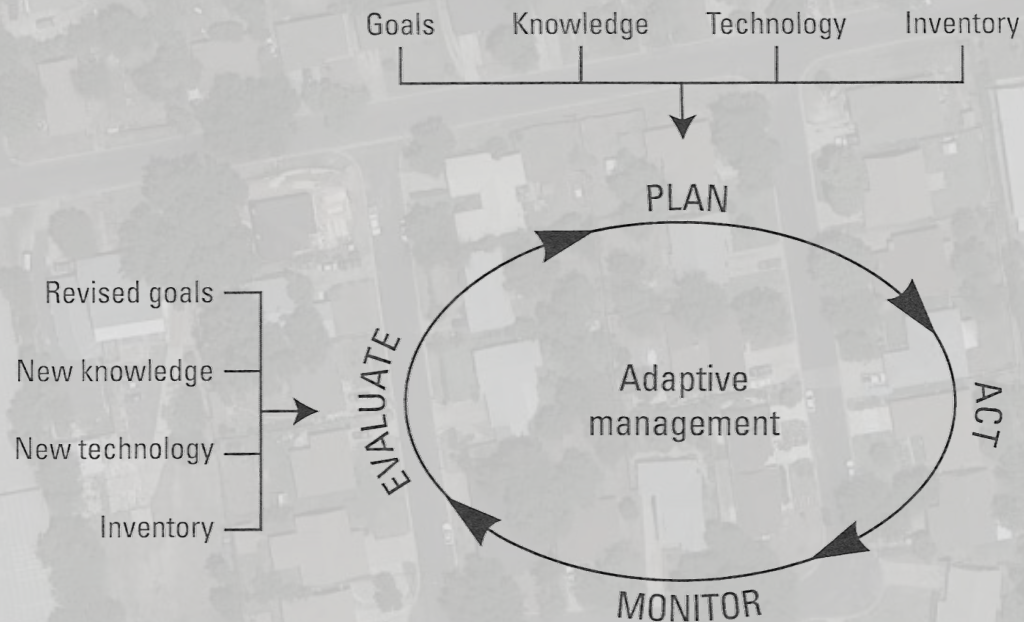 Goals Knowledge Technology Inventory
PLAN
Revised goals
New knowledge
New technology
Inventory
EVALUATE
Adaptive
management
ACT
MONITOR